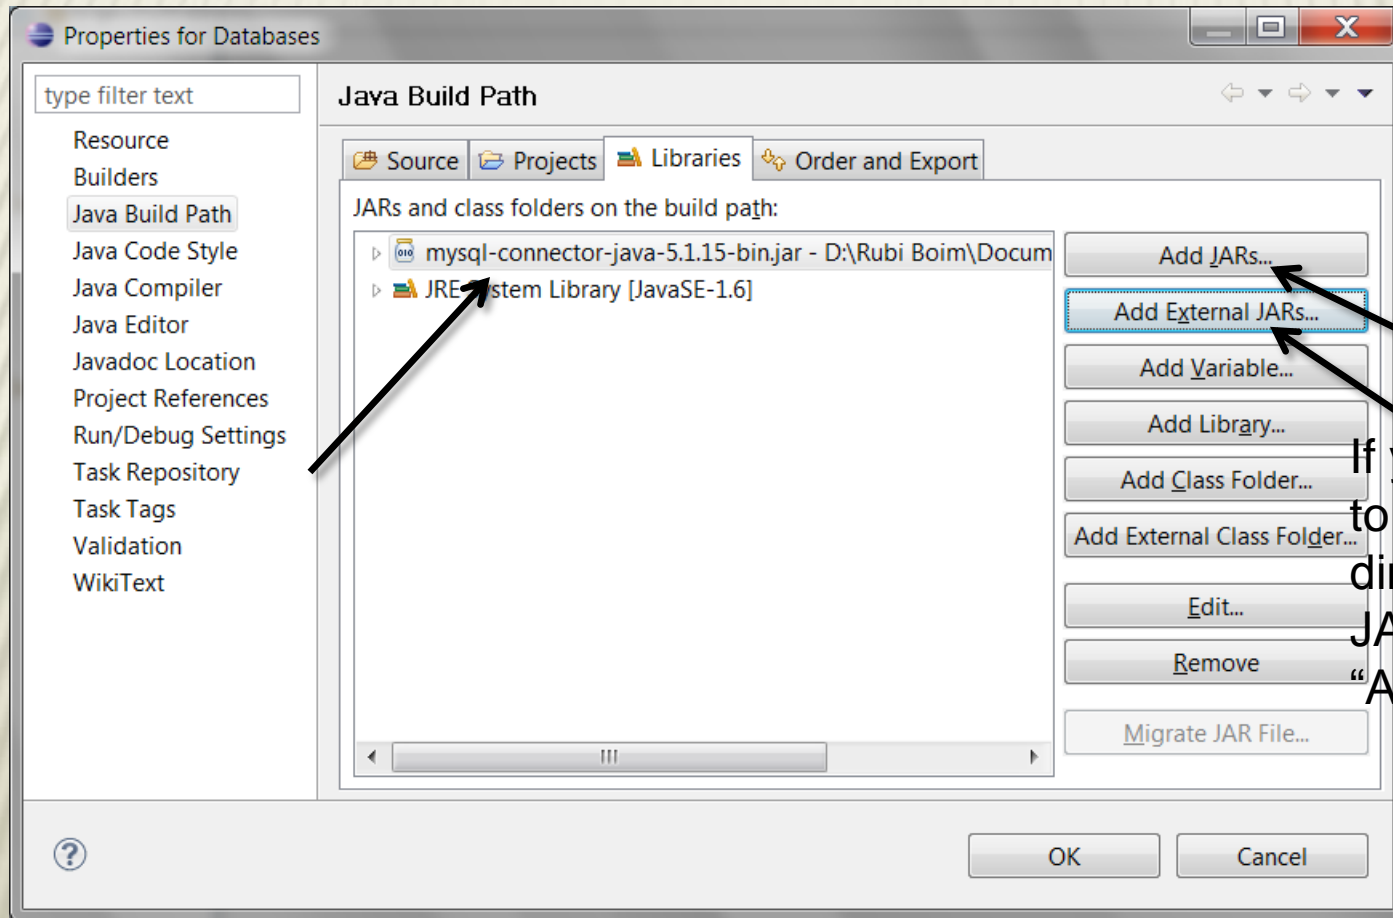 Properties for Databases
type filter text
Resource
Builders
Java Build Path
Java Code Style
Java Compiler
Java Editor
Javadoc Location
Project References
Run/Debug Settings
Task Repository
Task Tags
Validation
WikiText
Java Build Path
Source Projects Libraries Order and Export
JARs and class folders on the build path:
mysql-connector-java-5.1.15-bin.jar - D:\Rubi Boim\Docum
JRE System Library [JavaSE-1.6]
Add JARs...
Add External JARs...
Add Variable...
Add Library...
Add Class Folder...
Add External Class Folder...
Edit...
Remove
Migrate JAR File...
If
to
OK Cancel